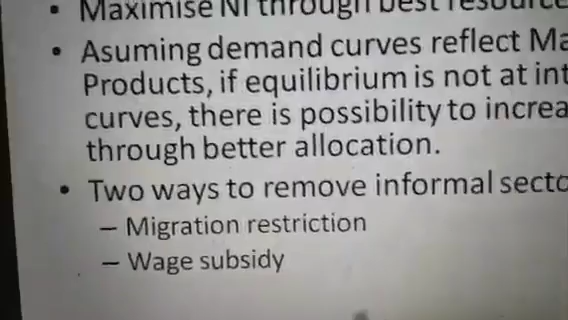 • Maximise NI through best resource
• Asuming demand curves reflect Ma
Products, if equilibrium is not at int
curves, there is possibility to increa
through better allocation.
• Two ways to remove informal secto
– Migration restriction
– Wage subsidy